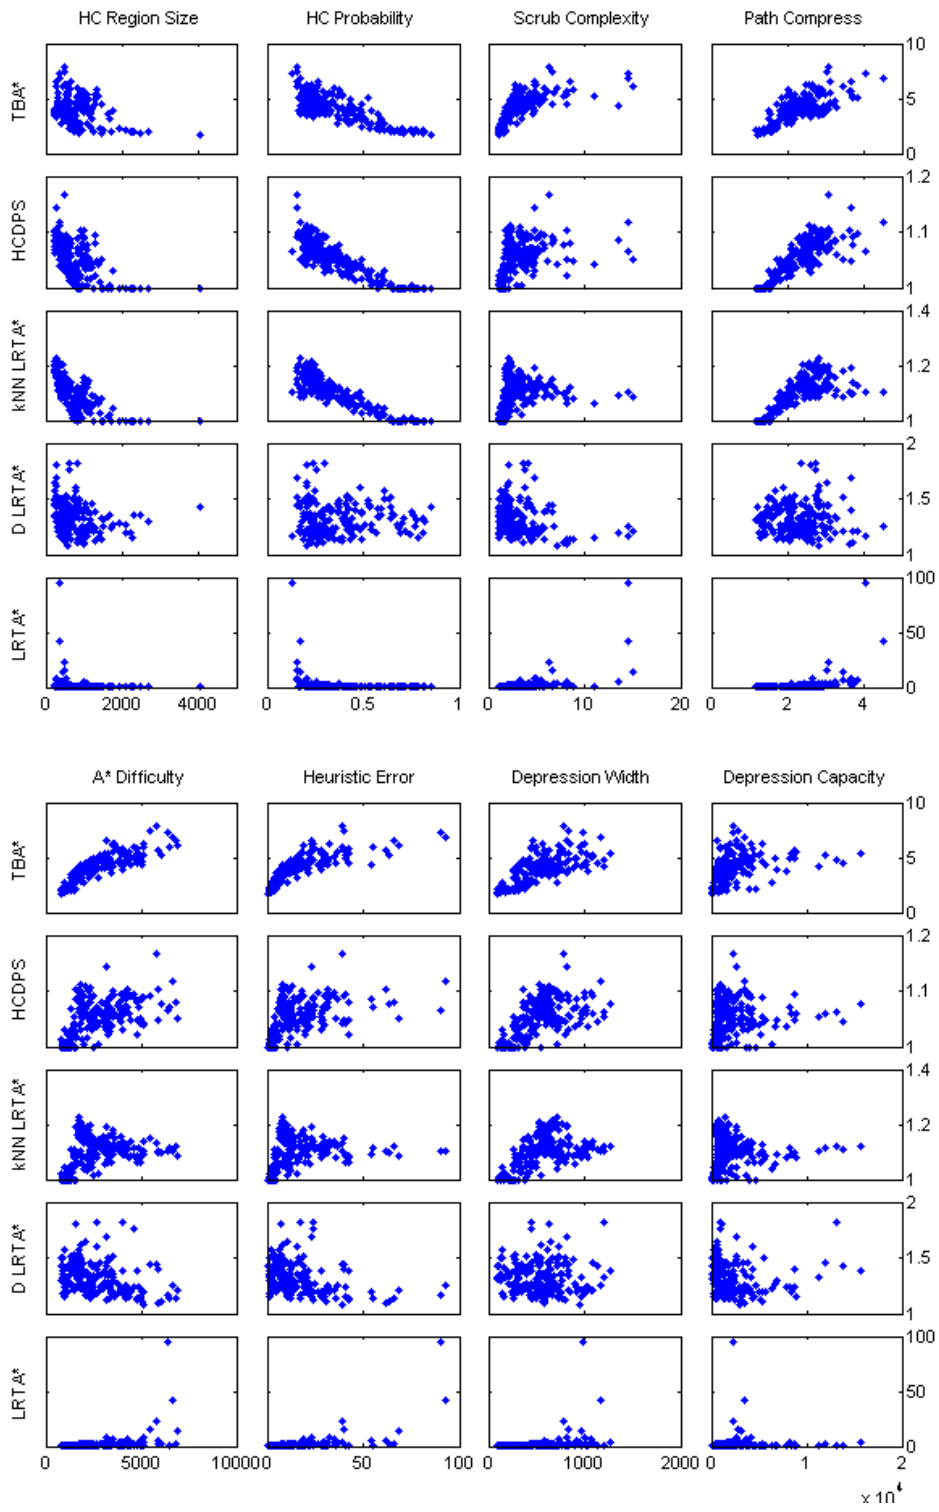 HC Region Size HC Probability Scrub Complexity Path Compress
TBA* 10
5
0
HCDPS 1.2
1.1
1
kNN LRTA* 1.4
1.2
1
D LRTA* 2
1.5
1
LRTA* 100
50
0
0 2000 4000 0 0.5 1 0 10 20 0 2 4
A* Difficulty Heuristic Error Depression Width Depression Capacity
TBA* 10
5
0
HCDPS 1.2
1.1
1
kNN LRTA* 1.4
1.2
1
D LRTA* 2
1.5
1
LRTA* 100
50
0
0 5000 10000 0 50 100 0 1000 2000 0 1 2
x 10⁴